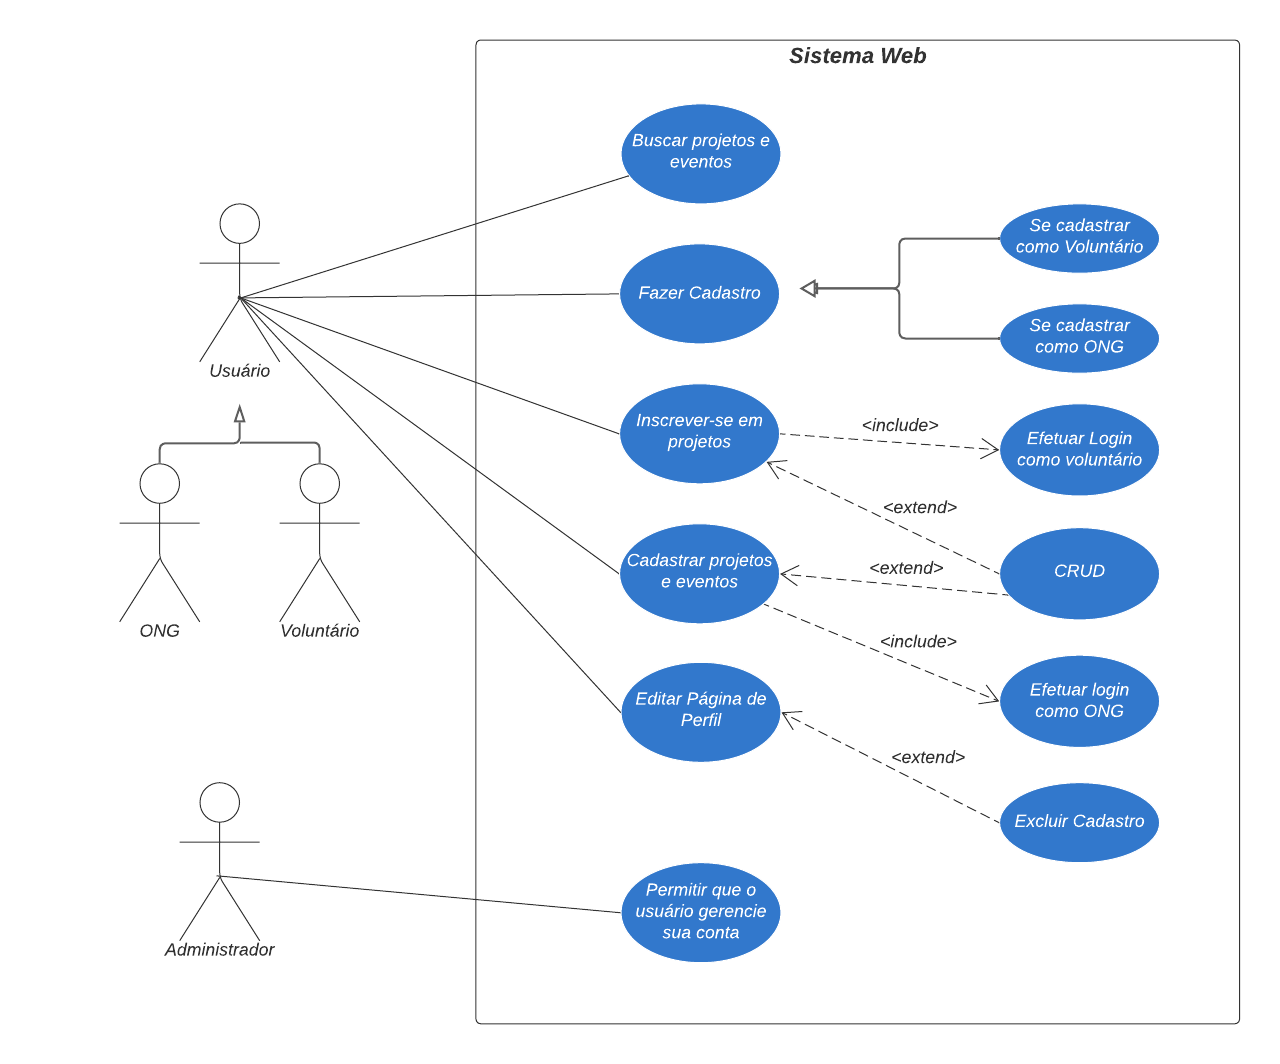 Sistema Web
Buscar projetos e
eventos
Se cadastrar
como Voluntário
Fazer Cadastro
Se cadastrar
como ONG
Usuário
Inscrever-se em
projetos
<include>
Efetuar Login
como voluntário
<extend>
Cadastrar projetos
e eventos
<extend>
CRUD
ONG
Voluntário
<include>
Efetuar login
como ONG
Editar Página de
Perfil
<extend>
Excluir Cadastro
Permitir que o
usuário gerencie
sua conta
Administrador